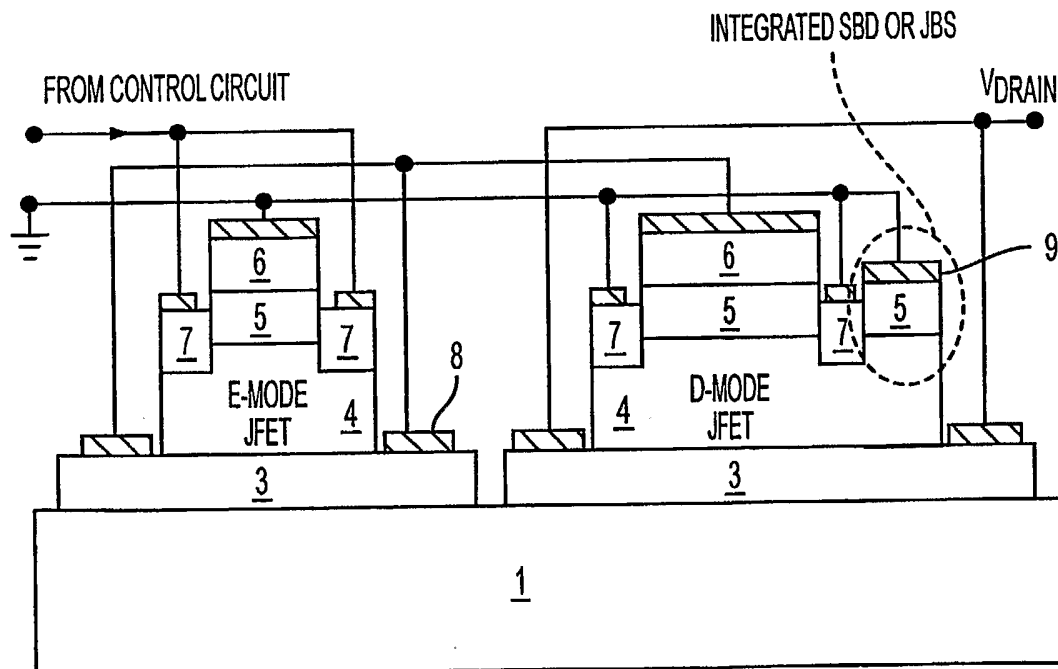 INTEGRATED SBD OR JBS
FROM CONTROL CIRCUIT
VDRAIN
6
6
9
5
5
5
7
7
7
7
8
E-MODE
JFET
4
4
D-MODE
JFET
3
3
1